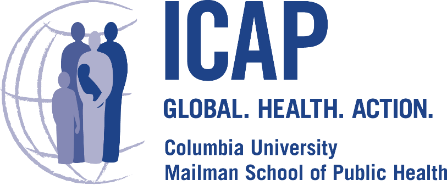 ICAP
GLOBAL. HEALTH. ACTION.
Columbia University
Mailman School of Public Health